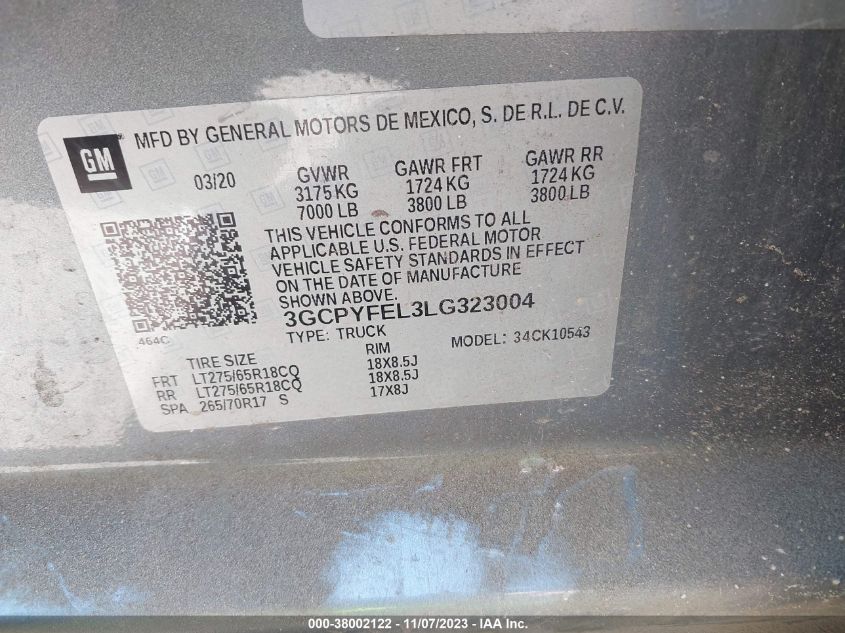 GM
MFD BY GENERAL MOTORS DE MEXICO, S. DE R.L. DE C.V.
03/20 GVWR GAWR FRT GAWR RR
3175 KG 1724 KG 1724 KG
7000 LB 3800 LB 3800 LB
THIS VEHICLE CONFORMS TO ALL
APPLICABLE U.S. FEDERAL MOTOR
VEHICLE SAFETY STANDARDS IN EFFECT
ON THE DATE OF MANUFACTURE
SHOWN ABOVE.
3GCPYFEL3LG323004
464C
TYPE: TRUCK MODEL: 34CK10543
TIRE SIZE RIM
FRT LT275/65R18CQ 18X8.5J
RR LT275/65R18CQ 18X8.5J
SPA 265/70R17 S 17X8J
000-38002122 - 11/07/2023 - IAA Inc.